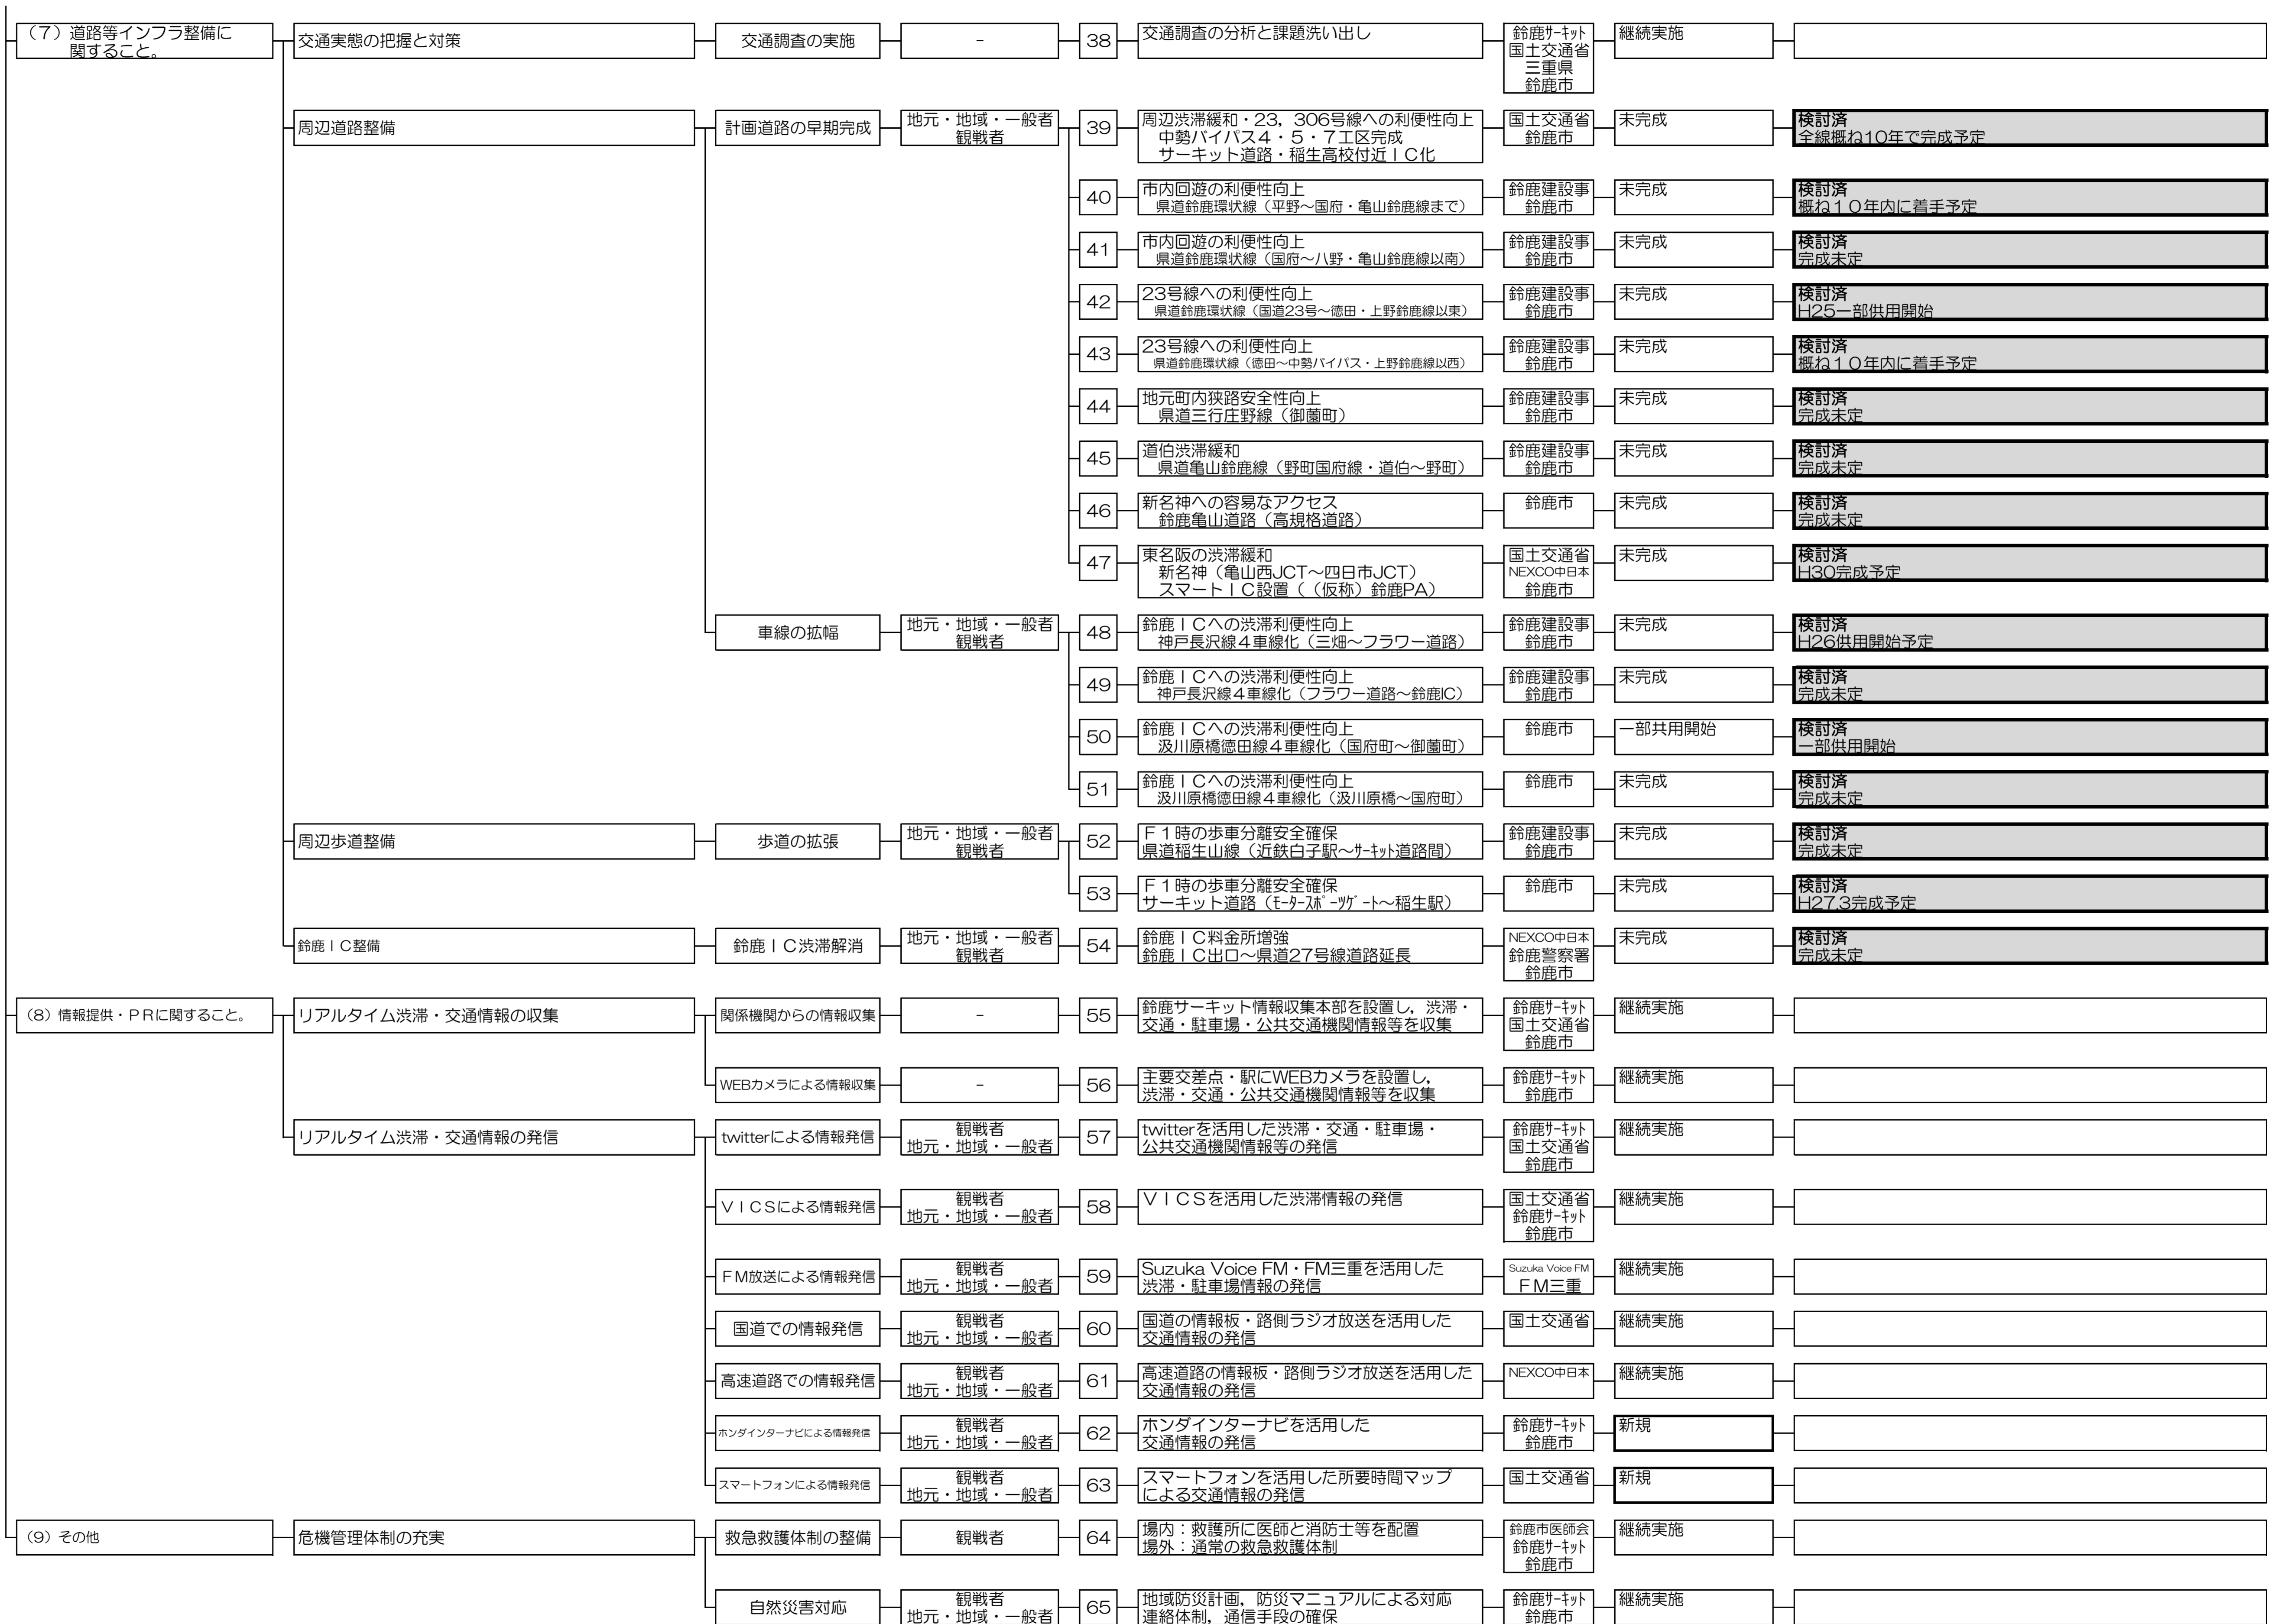 （７）道路等インフラ整備に
関すること。
交通実態の把握と対策
交通調査の実施
－
38
交通調査の分析と課題洗い出し
鈴鹿ｻｰｷｯﾄ
国土交通省
三重県
鈴鹿市
継続実施
周辺道路整備
計画道路の早期完成
地元・地域・一般者
観戦者
39
周辺渋滞緩和・23，306号線への利便性向上
中勢バイパス４・５・７工区完成
サーキット道路・稲生高校付近ＩＣ化
国土交通省
鈴鹿市
未完成
検討済
全線概ね10年で完成予定
40
市内回遊の利便性向上
県道鈴鹿環状線（平野～国府・亀山鈴鹿線まで）
鈴鹿建設事
鈴鹿市
未完成
検討済
概ね１０年内に着手予定
41
市内回遊の利便性向上
県道鈴鹿環状線（国府～八野・亀山鈴鹿線以南）
鈴鹿建設事
鈴鹿市
未完成
検討済
完成未定
42
23号線への利便性向上
県道鈴鹿環状線（国道23号～徳田・上野鈴鹿線以東）
鈴鹿建設事
鈴鹿市
未完成
検討済
H25一部供用開始
43
23号線への利便性向上
県道鈴鹿環状線（徳田～中勢バイパス・上野鈴鹿線以西）
鈴鹿建設事
鈴鹿市
未完成
検討済
概ね１０年内に着手予定
44
地元町内狭路安全性向上
県道三行庄野線（御薗町）
鈴鹿建設事
鈴鹿市
未完成
検討済
完成未定
45
道伯渋滞緩和
県道亀山鈴鹿線（野町国府線・道伯～野町）
鈴鹿建設事
鈴鹿市
未完成
検討済
完成未定
46
新名神への容易なアクセス
鈴鹿亀山道路（高規格道路）
鈴鹿市
未完成
検討済
完成未定
47
東名阪の渋滞緩和
新名神（亀山西JCT～四日市JCT）
スマートＩＣ設置（（仮称）鈴鹿PA）
国土交通省
NEXCO中日本
鈴鹿市
未完成
検討済
H30完成予定
車線の拡幅
地元・地域・一般者
観戦者
48
鈴鹿ＩＣへの渋滞利便性向上
神戸長沢線４車線化（三畑～フラワー道路）
鈴鹿建設事
鈴鹿市
未完成
検討済
H26供用開始予定
49
鈴鹿ＩＣへの渋滞利便性向上
神戸長沢線４車線化（フラワー道路～鈴鹿IC）
鈴鹿建設事
鈴鹿市
未完成
検討済
完成未定
50
鈴鹿ＩＣへの渋滞利便性向上
汲川原橋徳田線４車線化（国府町～御薗町）
鈴鹿市
一部共用開始
検討済
一部供用開始
51
鈴鹿ＩＣへの渋滞利便性向上
汲川原橋徳田線４車線化（汲川原橋～国府町）
鈴鹿市
未完成
検討済
完成未定
周辺歩道整備
歩道の拡張
地元・地域・一般者
観戦者
52
Ｆ１時の歩車分離安全確保
県道稲生山線（近鉄白子駅～ｻｰｷｯﾄ道路間）
鈴鹿建設事
鈴鹿市
未完成
検討済
完成未定
53
Ｆ１時の歩車分離安全確保
サーキット道路（ﾓｰﾀｰｽﾎﾟｰﾂｹﾞｰﾄ～稲生駅）
鈴鹿市
未完成
検討済
H27.3完成予定
鈴鹿ＩＣ整備
鈴鹿ＩＣ渋滞解消
地元・地域・一般者
観戦者
54
鈴鹿ＩＣ料金所増強
鈴鹿ＩＣ出口～県道27号線道路延長
NEXCO中日本
鈴鹿警察署
鈴鹿市
未完成
検討済
完成未定
（８）情報提供・ＰＲに関すること。
リアルタイム渋滞・交通情報の収集
関係機関からの情報収集
－
55
鈴鹿サーキット情報収集本部を設置し，渋滞・
交通・駐車場・公共交通機関情報等を収集
鈴鹿ｻｰｷｯﾄ
国土交通省
鈴鹿市
継続実施
WEBカメラによる情報収集
－
56
主要交差点・駅にWEBカメラを設置し，
渋滞・交通・公共交通機関情報等を収集
鈴鹿ｻｰｷｯﾄ
鈴鹿市
継続実施
リアルタイム渋滞・交通情報の発信
twitterによる情報発信
観戦者
地元・地域・一般者
57
twitterを活用した渋滞・交通・駐車場・
公共交通機関情報等の発信
鈴鹿ｻｰｷｯﾄ
国土交通省
鈴鹿市
継続実施
ＶＩＣＳによる情報発信
観戦者
地元・地域・一般者
58
ＶＩＣＳを活用した渋滞情報の発信
国土交通省
鈴鹿ｻｰｷｯﾄ
鈴鹿市
継続実施
ＦＭ放送による情報発信
観戦者
地元・地域・一般者
59
Suzuka Voice FM・FM三重を活用した
渋滞・駐車場情報の発信
Suzuka Voice FM
ＦＭ三重
継続実施
国道での情報発信
観戦者
地元・地域・一般者
60
国道の情報板・路側ラジオ放送を活用した
交通情報の発信
国土交通省
継続実施
高速道路での情報発信
観戦者
地元・地域・一般者
61
高速道路の情報板・路側ラジオ放送を活用した
交通情報の発信
NEXCO中日本
継続実施
ホンダインターナビによる情報発信
観戦者
地元・地域・一般者
62
ホンダインターナビを活用した
交通情報の発信
鈴鹿ｻｰｷｯﾄ
鈴鹿市
新規
スマートフォンによる情報発信
観戦者
地元・地域・一般者
63
スマートフォンを活用した所要時間マップ
による交通情報の発信
国土交通省
新規
（９）その他
危機管理体制の充実
救急救護体制の整備
観戦者
64
場内：救護所に医師と消防士等を配置
場外：通常の救急救護体制
鈴鹿市医師会
鈴鹿ｻｰｷｯﾄ
鈴鹿市
継続実施
自然災害対応
観戦者
地元・地域・一般者
65
地域防災計画，防災マニュアルによる対応
連絡体制，通信手段の確保
鈴鹿ｻｰｷｯﾄ
鈴鹿市
継続実施